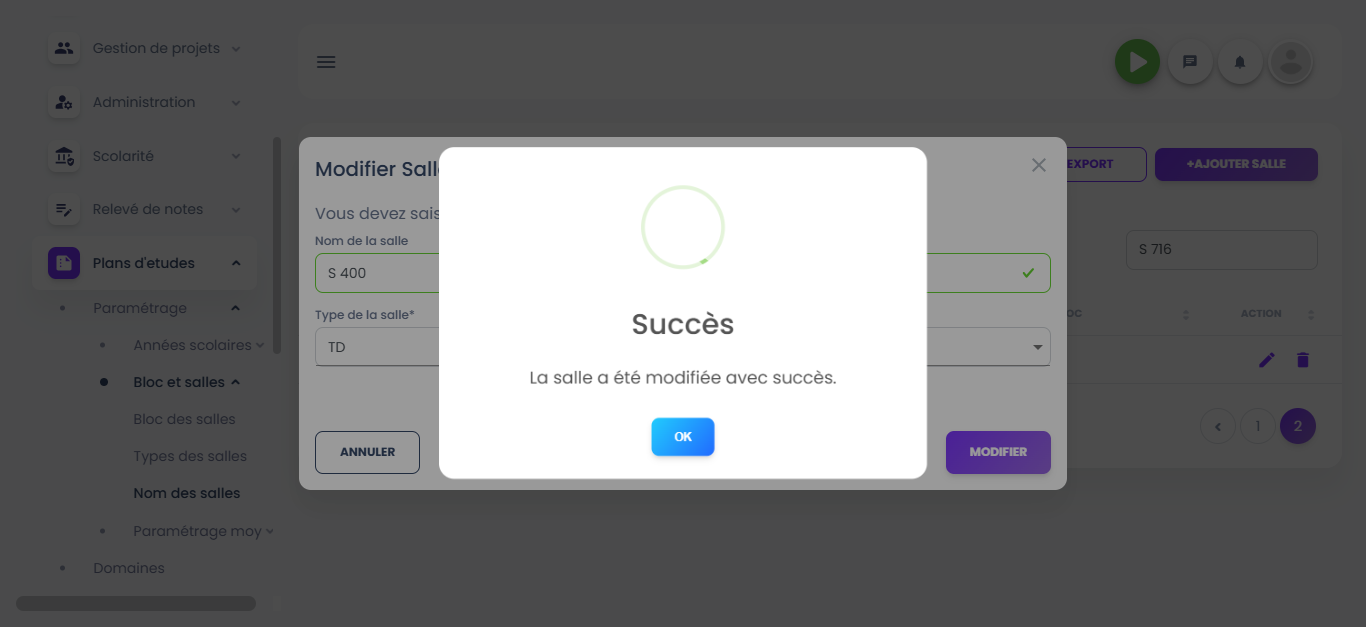 Gestion de projets
Administration
Scolarité
Relevé de notes
Plans d'etudes
Paramétrage
Années scolaires
Bloc et salles
Bloc des salles
Types des salles
Nom des salles
Paramétrage moy
Domaines
EXPORT
+AJOUTER SALLE
S 716
ACTION
1
2
Modifier
Vous devez
Nom de la salle
S 400
Type de la salle*
TD
ANNULER
MODIFIER
Succès
La salle a été modifiée avec succès.
OK